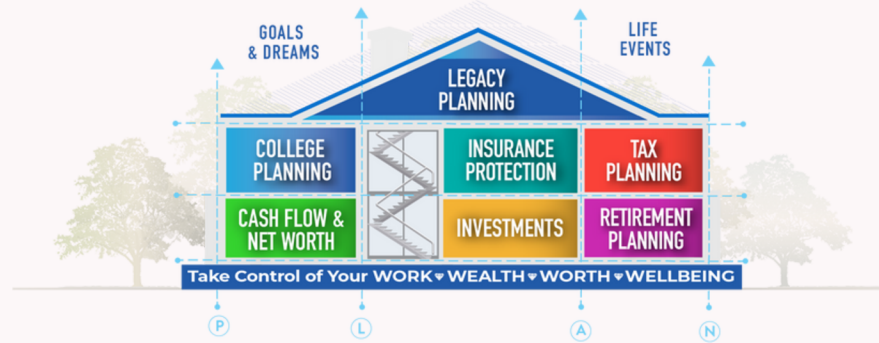 GOALS
& DREAMS
LIFE
EVENTS
LEGACY
PLANNING
COLLEGE
PLANNING
INSURANCE
PROTECTION
TAX
PLANNING
CASH FLOW &
NET WORTH
INVESTMENTS
RETIREMENT
PLANNING
Take Control of Your WORK WEALTH WORTH WELLBEING
P L A N